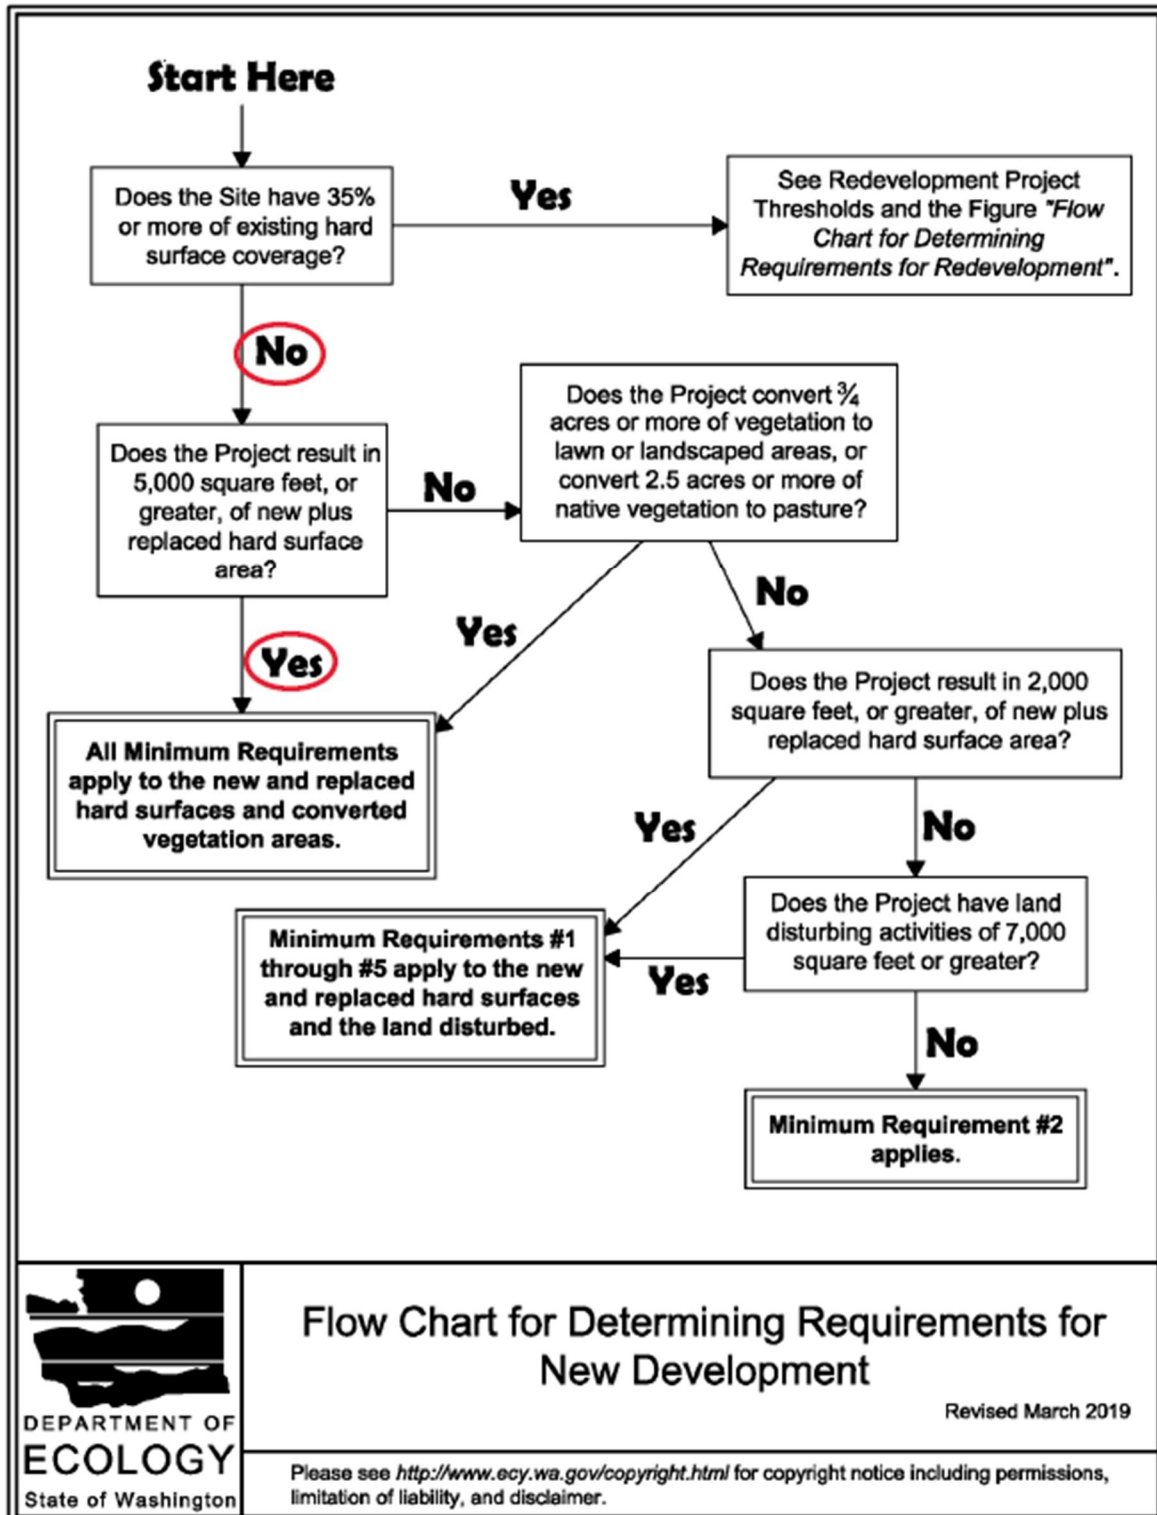 Start Here
Does the Site have 35%
or more of existing hard
surface coverage?
Yes
See Redevelopment Project
Thresholds and the Figure "Flow
Chart for Determining
Requirements for Redevelopment".
No
Does the Project result in
5,000 square feet, or
greater, of new plus
replaced hard surface
area?
No
Does the Project convert ¾
acres or more of vegetation to
lawn or landscaped areas, or
convert 2.5 acres or more of
native vegetation to pasture?
Yes
Yes
No
All Minimum Requirements
apply to the new and replaced
hard surfaces and converted
vegetation areas.
Does the Project result in 2,000
square feet, or greater, of new plus
replaced hard surface area?
Yes
No
Minimum Requirements #1
through #5 apply to the new
and replaced hard surfaces
and the land disturbed.
Yes
Does the Project have land
disturbing activities of 7,000
square feet or greater?
No
Minimum Requirement #2
applies.
DEPARTMENT OF
ECOLOGY
State of Washington
Flow Chart for Determining Requirements for
New Development
Revised March 2019
Please see http://www.ecy.wa.gov/copyright.html for copyright notice including permissions,
limitation of liability, and disclaimer.